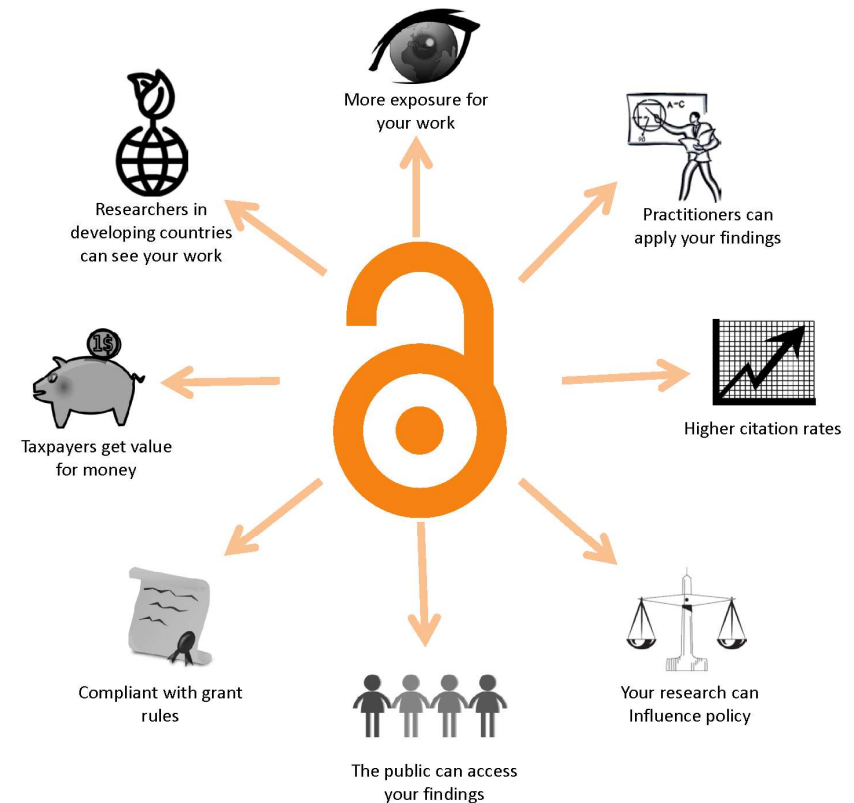 More exposure for
your work
A-C
Practitioners can
apply your findings
Researchers in
developing countries
can see your work
1$
Higher citation rates
Taxpayers get value
for money
Compliant with grant
rules
Your research can
Influence policy
The public can access
your findings